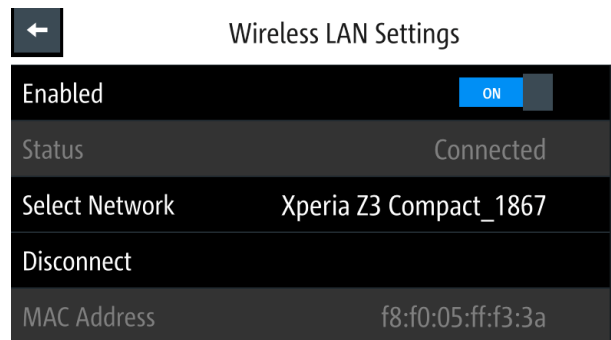 Wireless LAN Settings
Enabled ON
Status Connected
Select Network Xperia Z3 Compact_1867
Disconnect
MAC Address f8:f0:05:ff:f3:3a